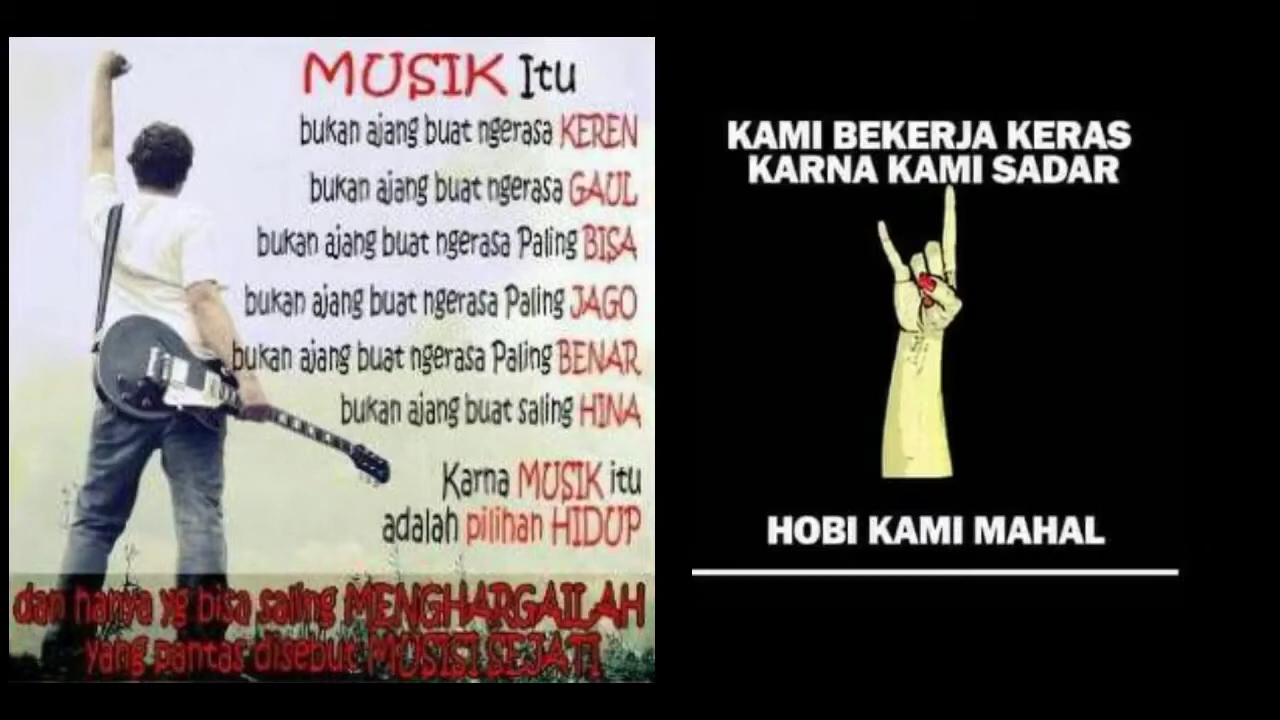 MUSIK Itu
bukan ajang buat ngerasa KEREN
bukan ajang buat ngerasa GAUL
bukan ajang buat ngerasa Paling BISA
bukan ajang buat ngerasa Paling JAGO
bukan ajang buat ngerasa Paling BENAR
bukan ajang buat saling HINA
Karna MUSIK itu
adalah pilihan HIDUP
dan hanya yg bisa saling MENGHARGAILAH
yang pantas disebut MUSISI SEJATI
KAMI BEKERJA KERAS
KARNA KAMI SADAR
HOBI KAMI MAHAL